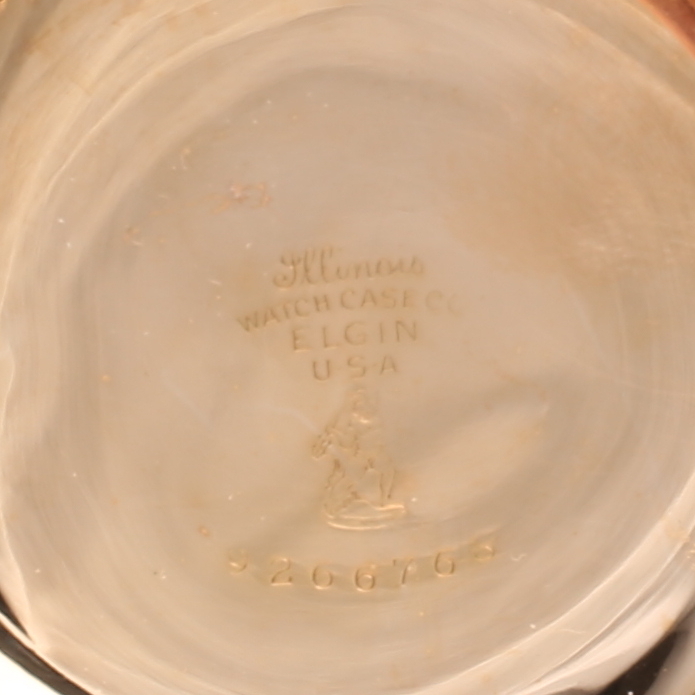 Illinois
WATCH CASE CO
ELGIN
U·S·A